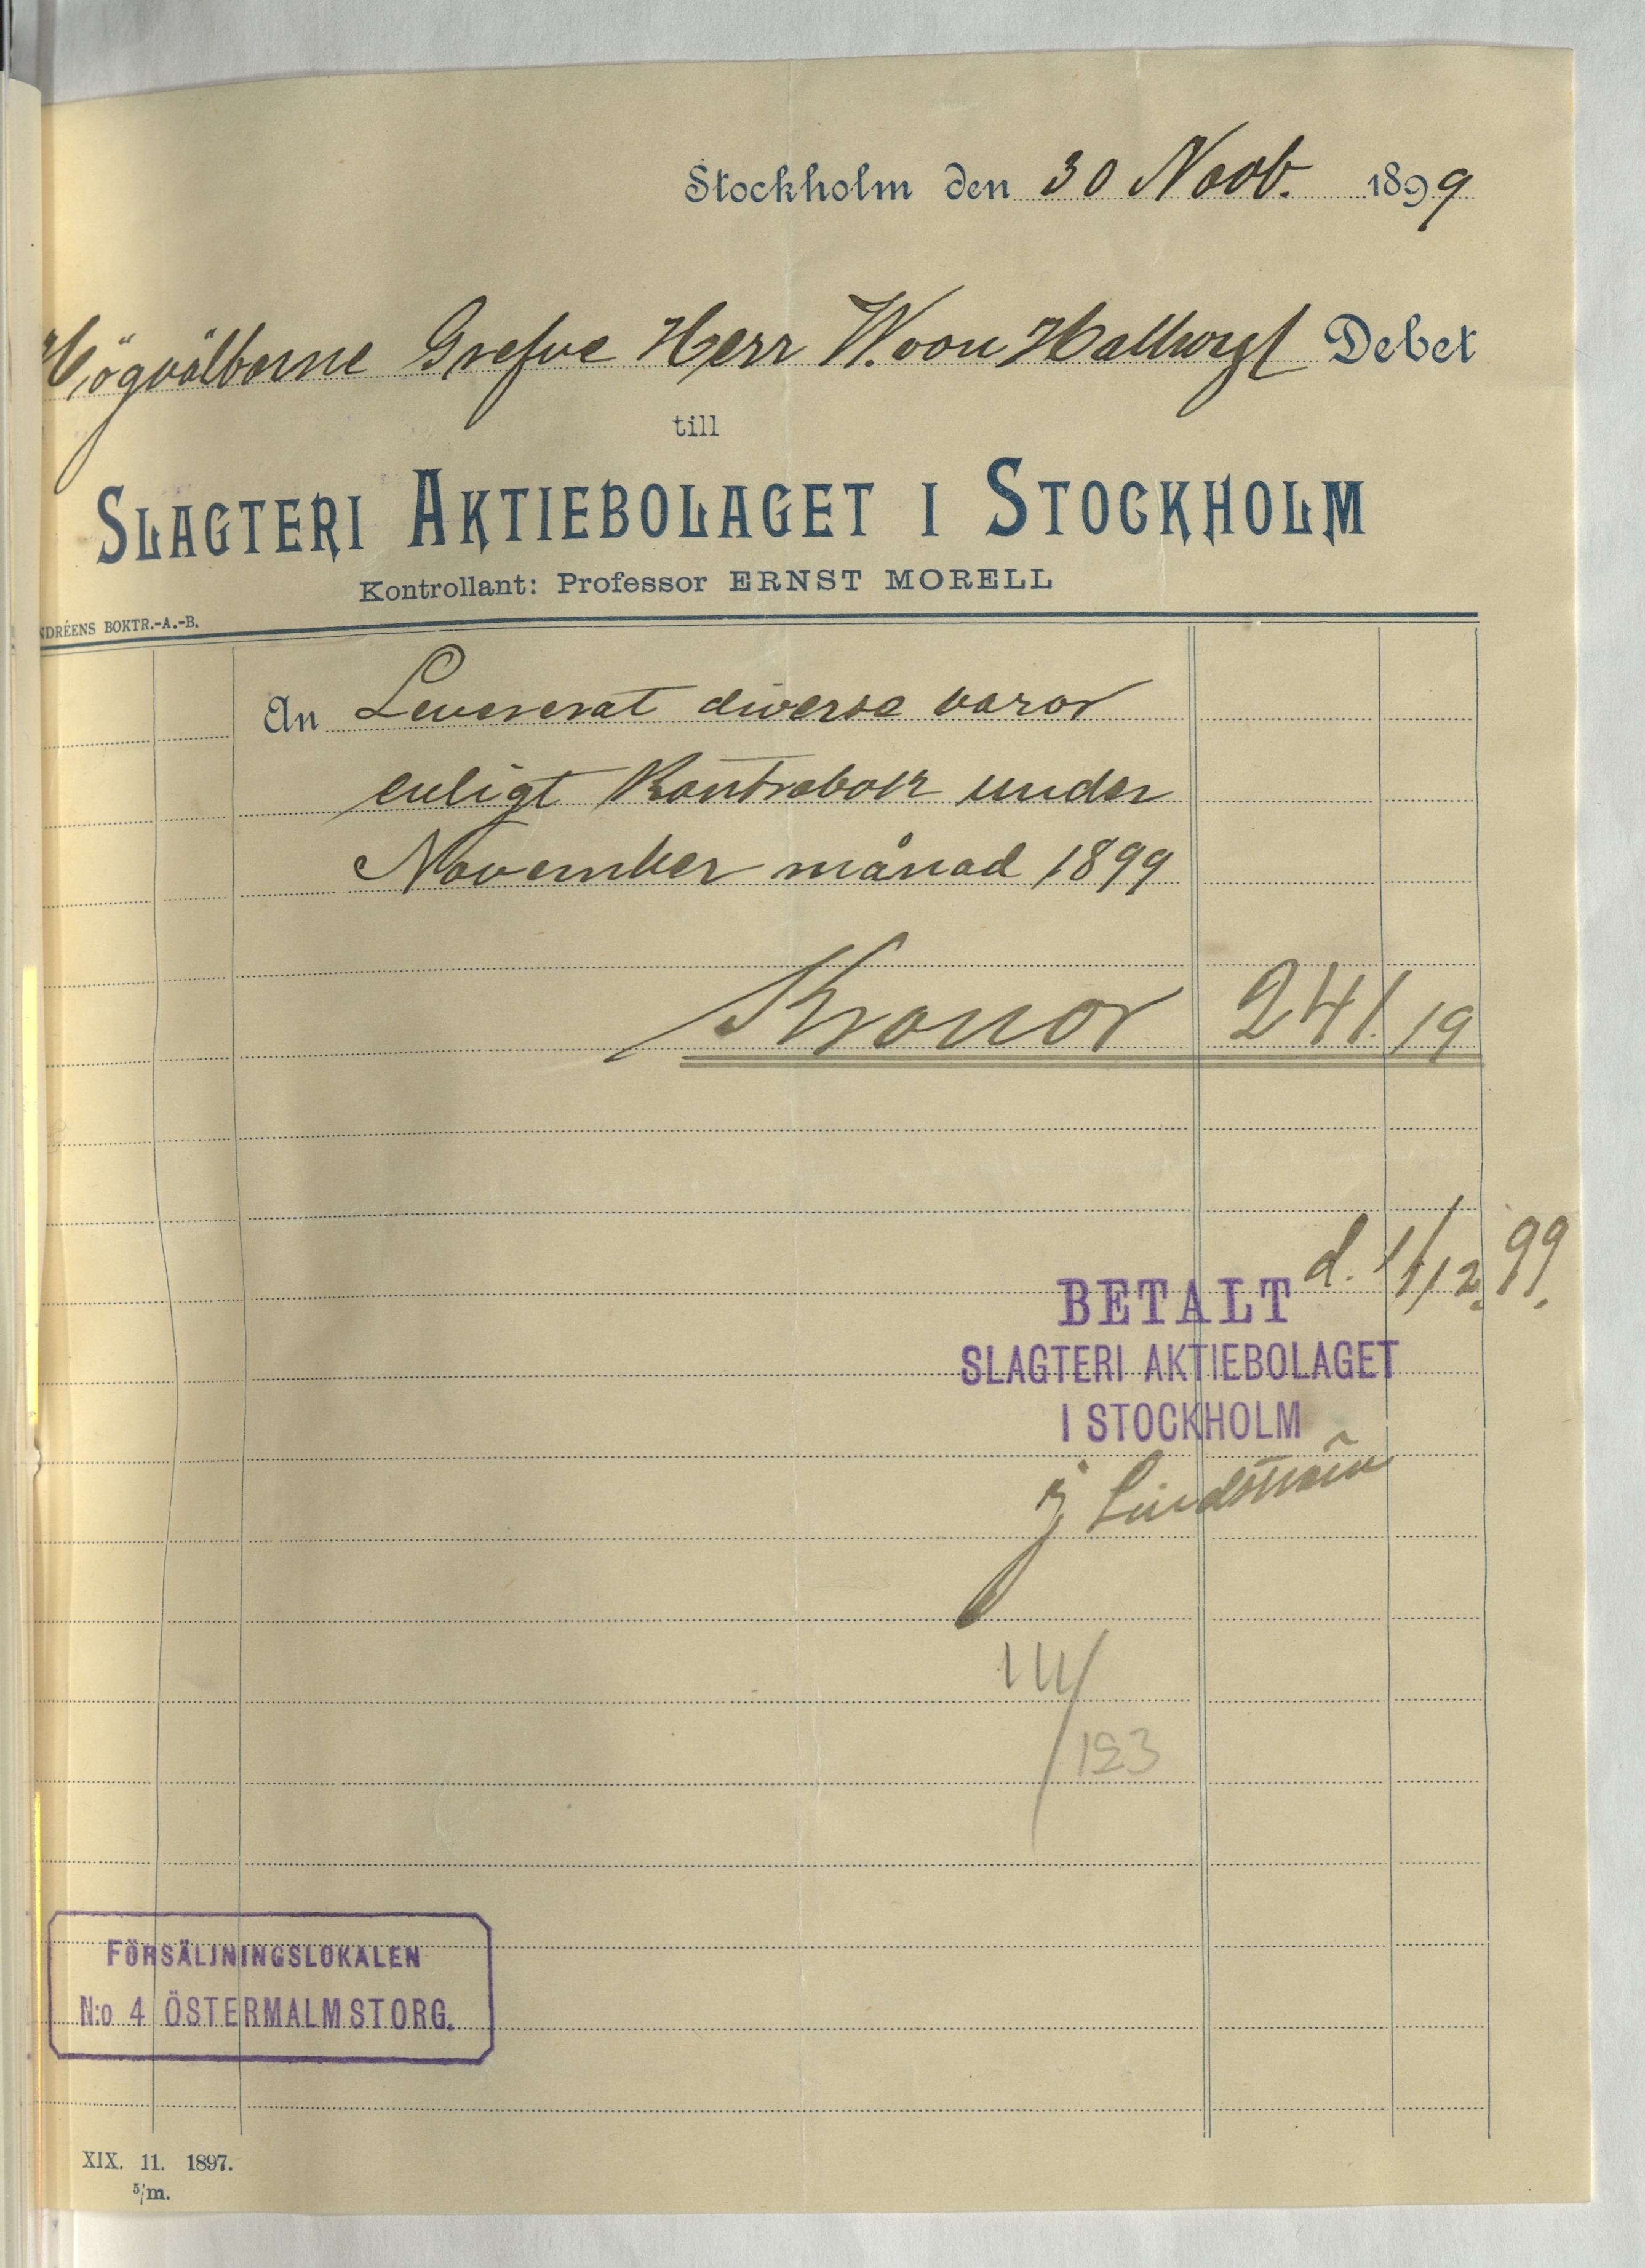 Stockholm den 30 Novb. 1899
Högvälborne Grefve Herr W. von Hallwyl Debet
till
SLAGTERI AKTIEBOLAGET I STOCKHOLM
Kontrollant: Professor ERNST MORELL
NDRÉENS BOKTR.-A.-B.
An Levererat diverse varor
enligt Kontrabok under
November månad 1899
Kronor 241.19
d. 1/12.99.
BETALT
SLAGTERI AKTIEBOLAGET
I STOCKHOLM
J Lindström
111/
123
FÖRSÄLJNINGSLOKALEN
N:o 4 ÖSTERMALMSTORG.
XIX. 11. 1897.
5/m.